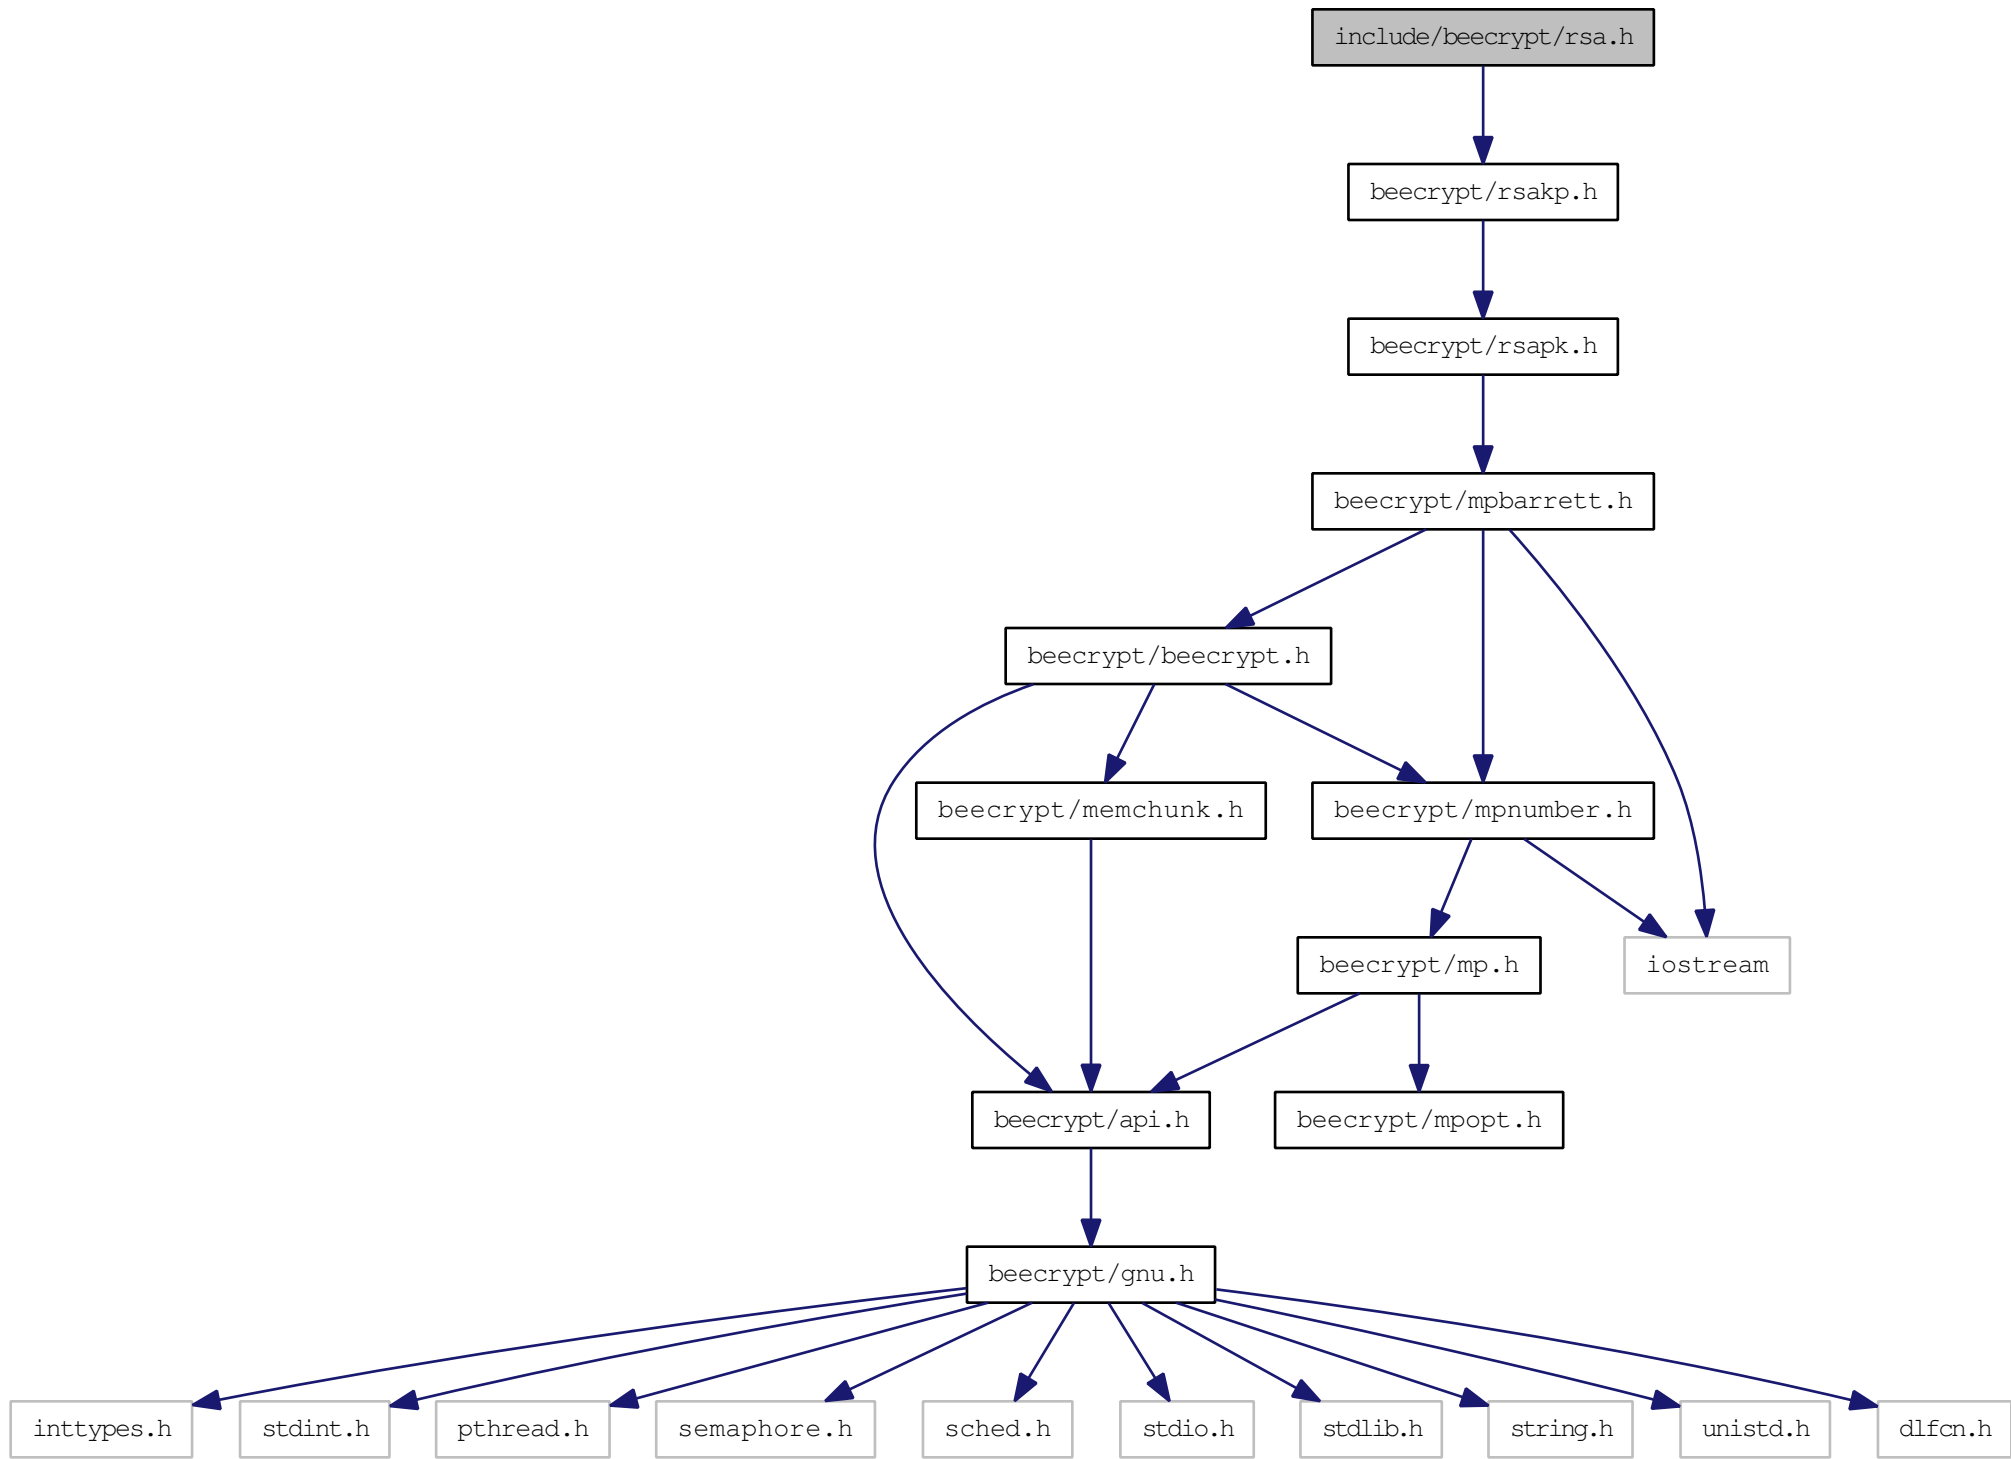 include/beecrypt/rsa.h
beecrypt/rsakp.h
beecrypt/rsapk.h
beecrypt/mpbarrett.h
beecrypt/beecrypt.h
beecrypt/memchunk.h
beecrypt/mpnumber.h
beecrypt/mp.h
iostream
beecrypt/api.h
beecrypt/mpopt.h
beecrypt/gnu.h
inttypes.h
stdint.h
pthread.h
semaphore.h
sched.h
stdio.h
stdlib.h
string.h
unistd.h
dlfcn.h